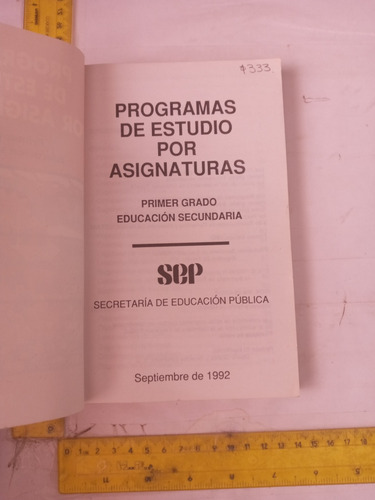 $333
PROGRAMAS
DE ESTUDIO
POR
ASIGNATURAS
PRIMER GRADO
EDUCACIÓN SECUNDARIA
SEP
SECRETARÍA DE EDUCACIÓN PÚBLICA
Septiembre de 1992